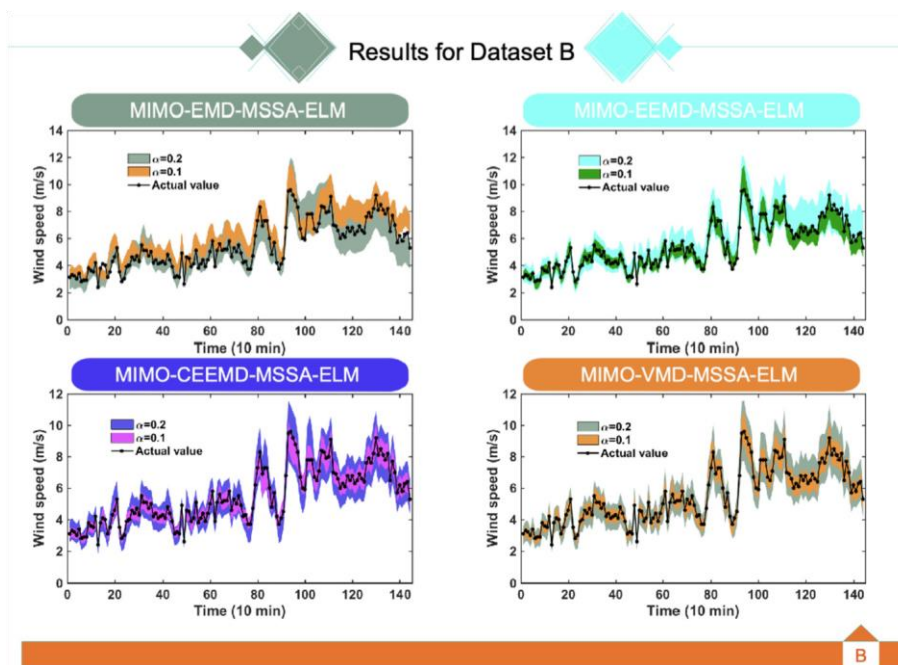 Results for Dataset B
MIMO-EMD-MSSA-ELM
14
12
10
8
6
4
2
0
Wind speed (m/s)
α=0.2
α=0.1
Actual value
0 20 40 60 80 100 120 140
Time (10 min)
MIMO-EEMD-MSSA-ELM
14
12
10
8
6
4
2
0
Wind speed (m/s)
α=0.2
α=0.1
Actual value
0 20 40 60 80 100 120 140
Time (10 min)
MIMO-CEEMD-MSSA-ELM
12
10
8
6
4
2
0
Wind speed (m/s)
α=0.2
α=0.1
Actual value
0 20 40 60 80 100 120 140
Time (10 min)
MIMO-VMD-MSSA-ELM
12
10
8
6
4
2
0
Wind speed (m/s)
α=0.2
α=0.1
Actual value
0 20 40 60 80 100 120 140
Time (10 min)
B